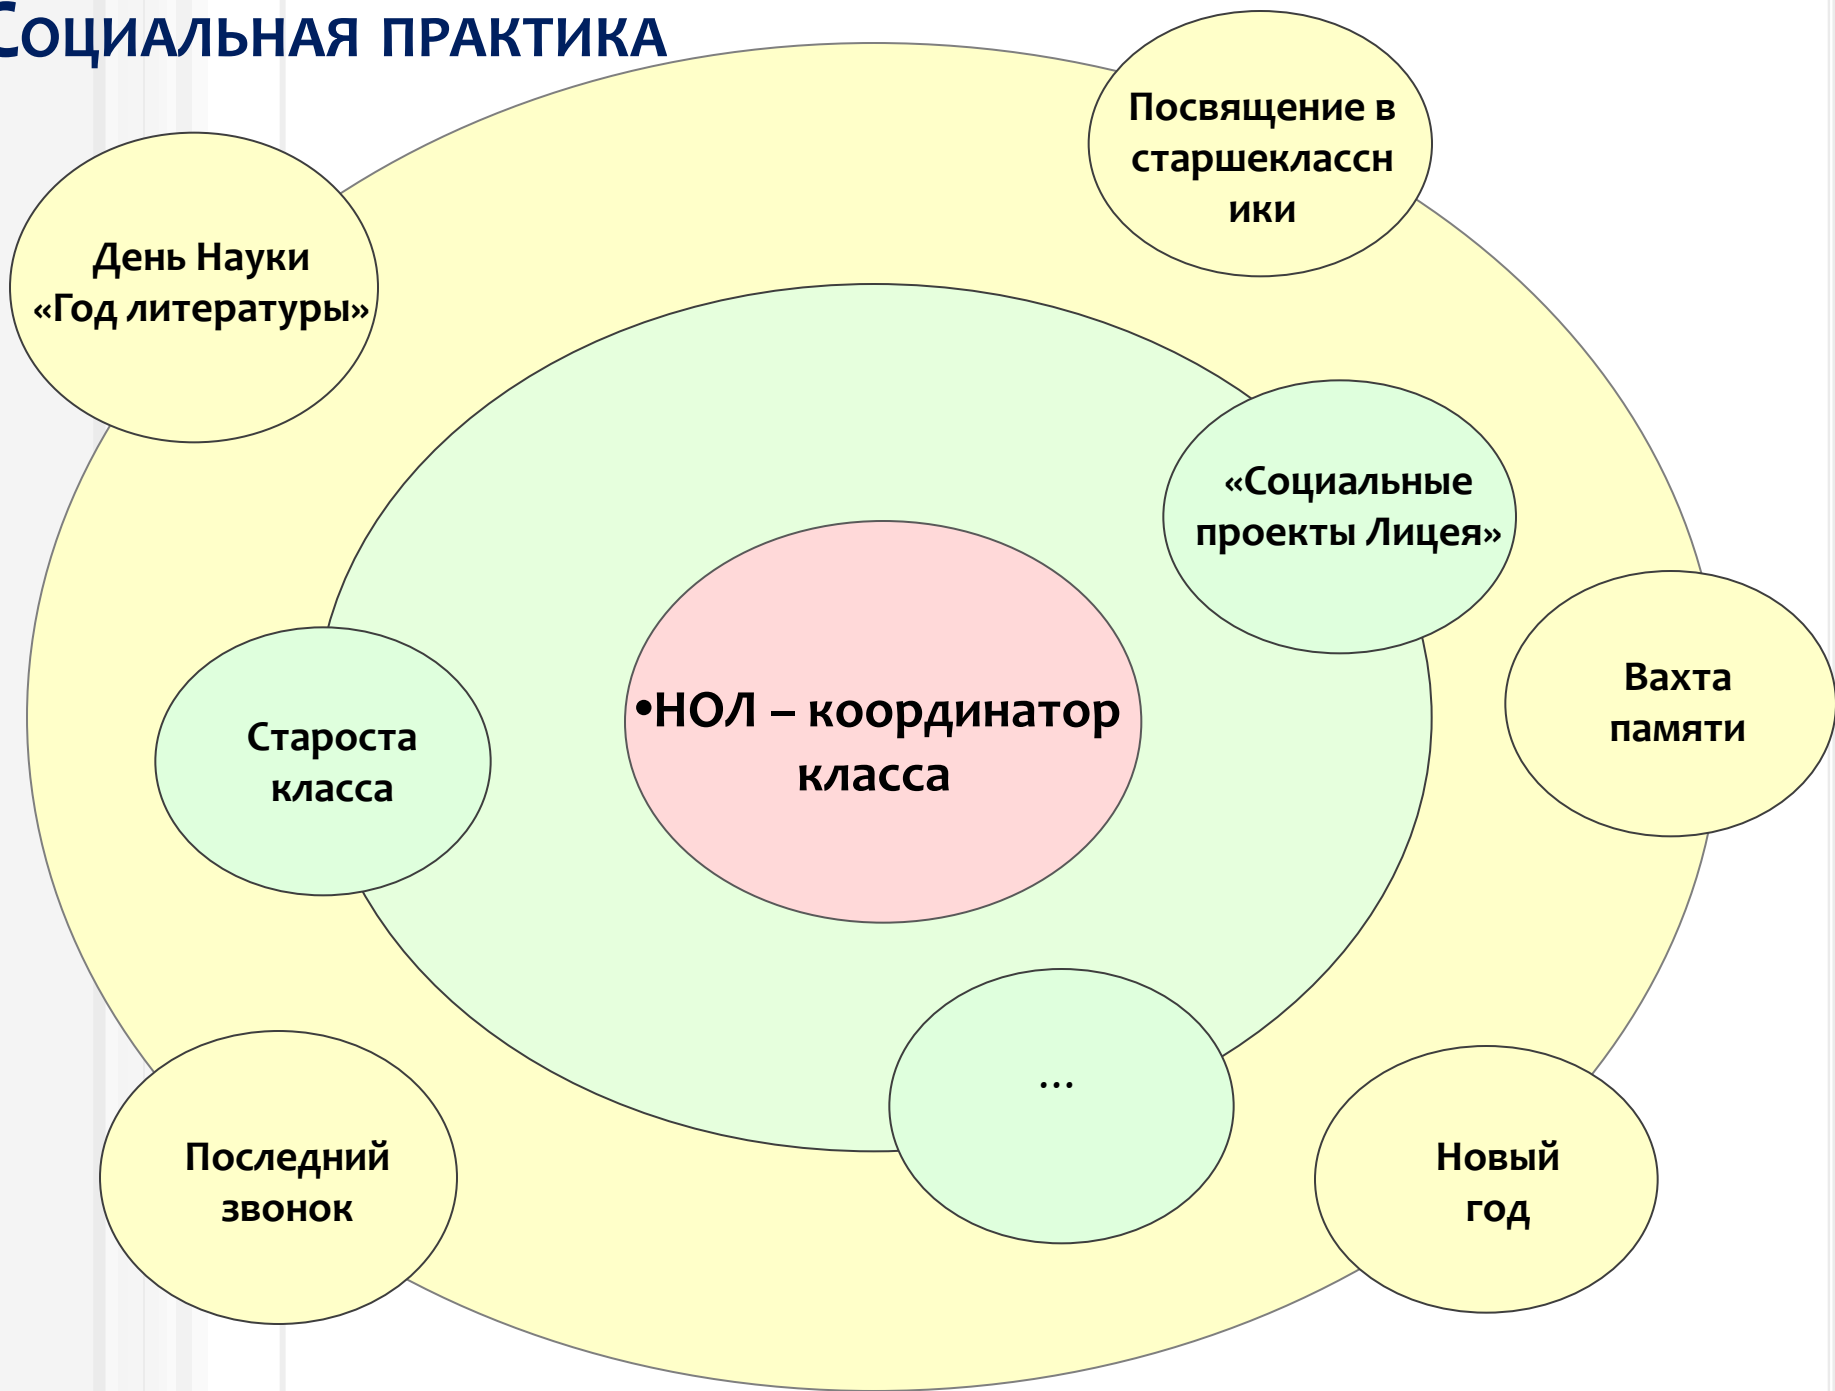 Социальная практика
Посвящение в
старшеклассн
ики
День Науки
«Год литературы»
«Социальные
проекты Лицея»
Вахта
памяти
•НОЛ – координатор
класса
Староста
класса
...
Последний
звонок
Новый
год